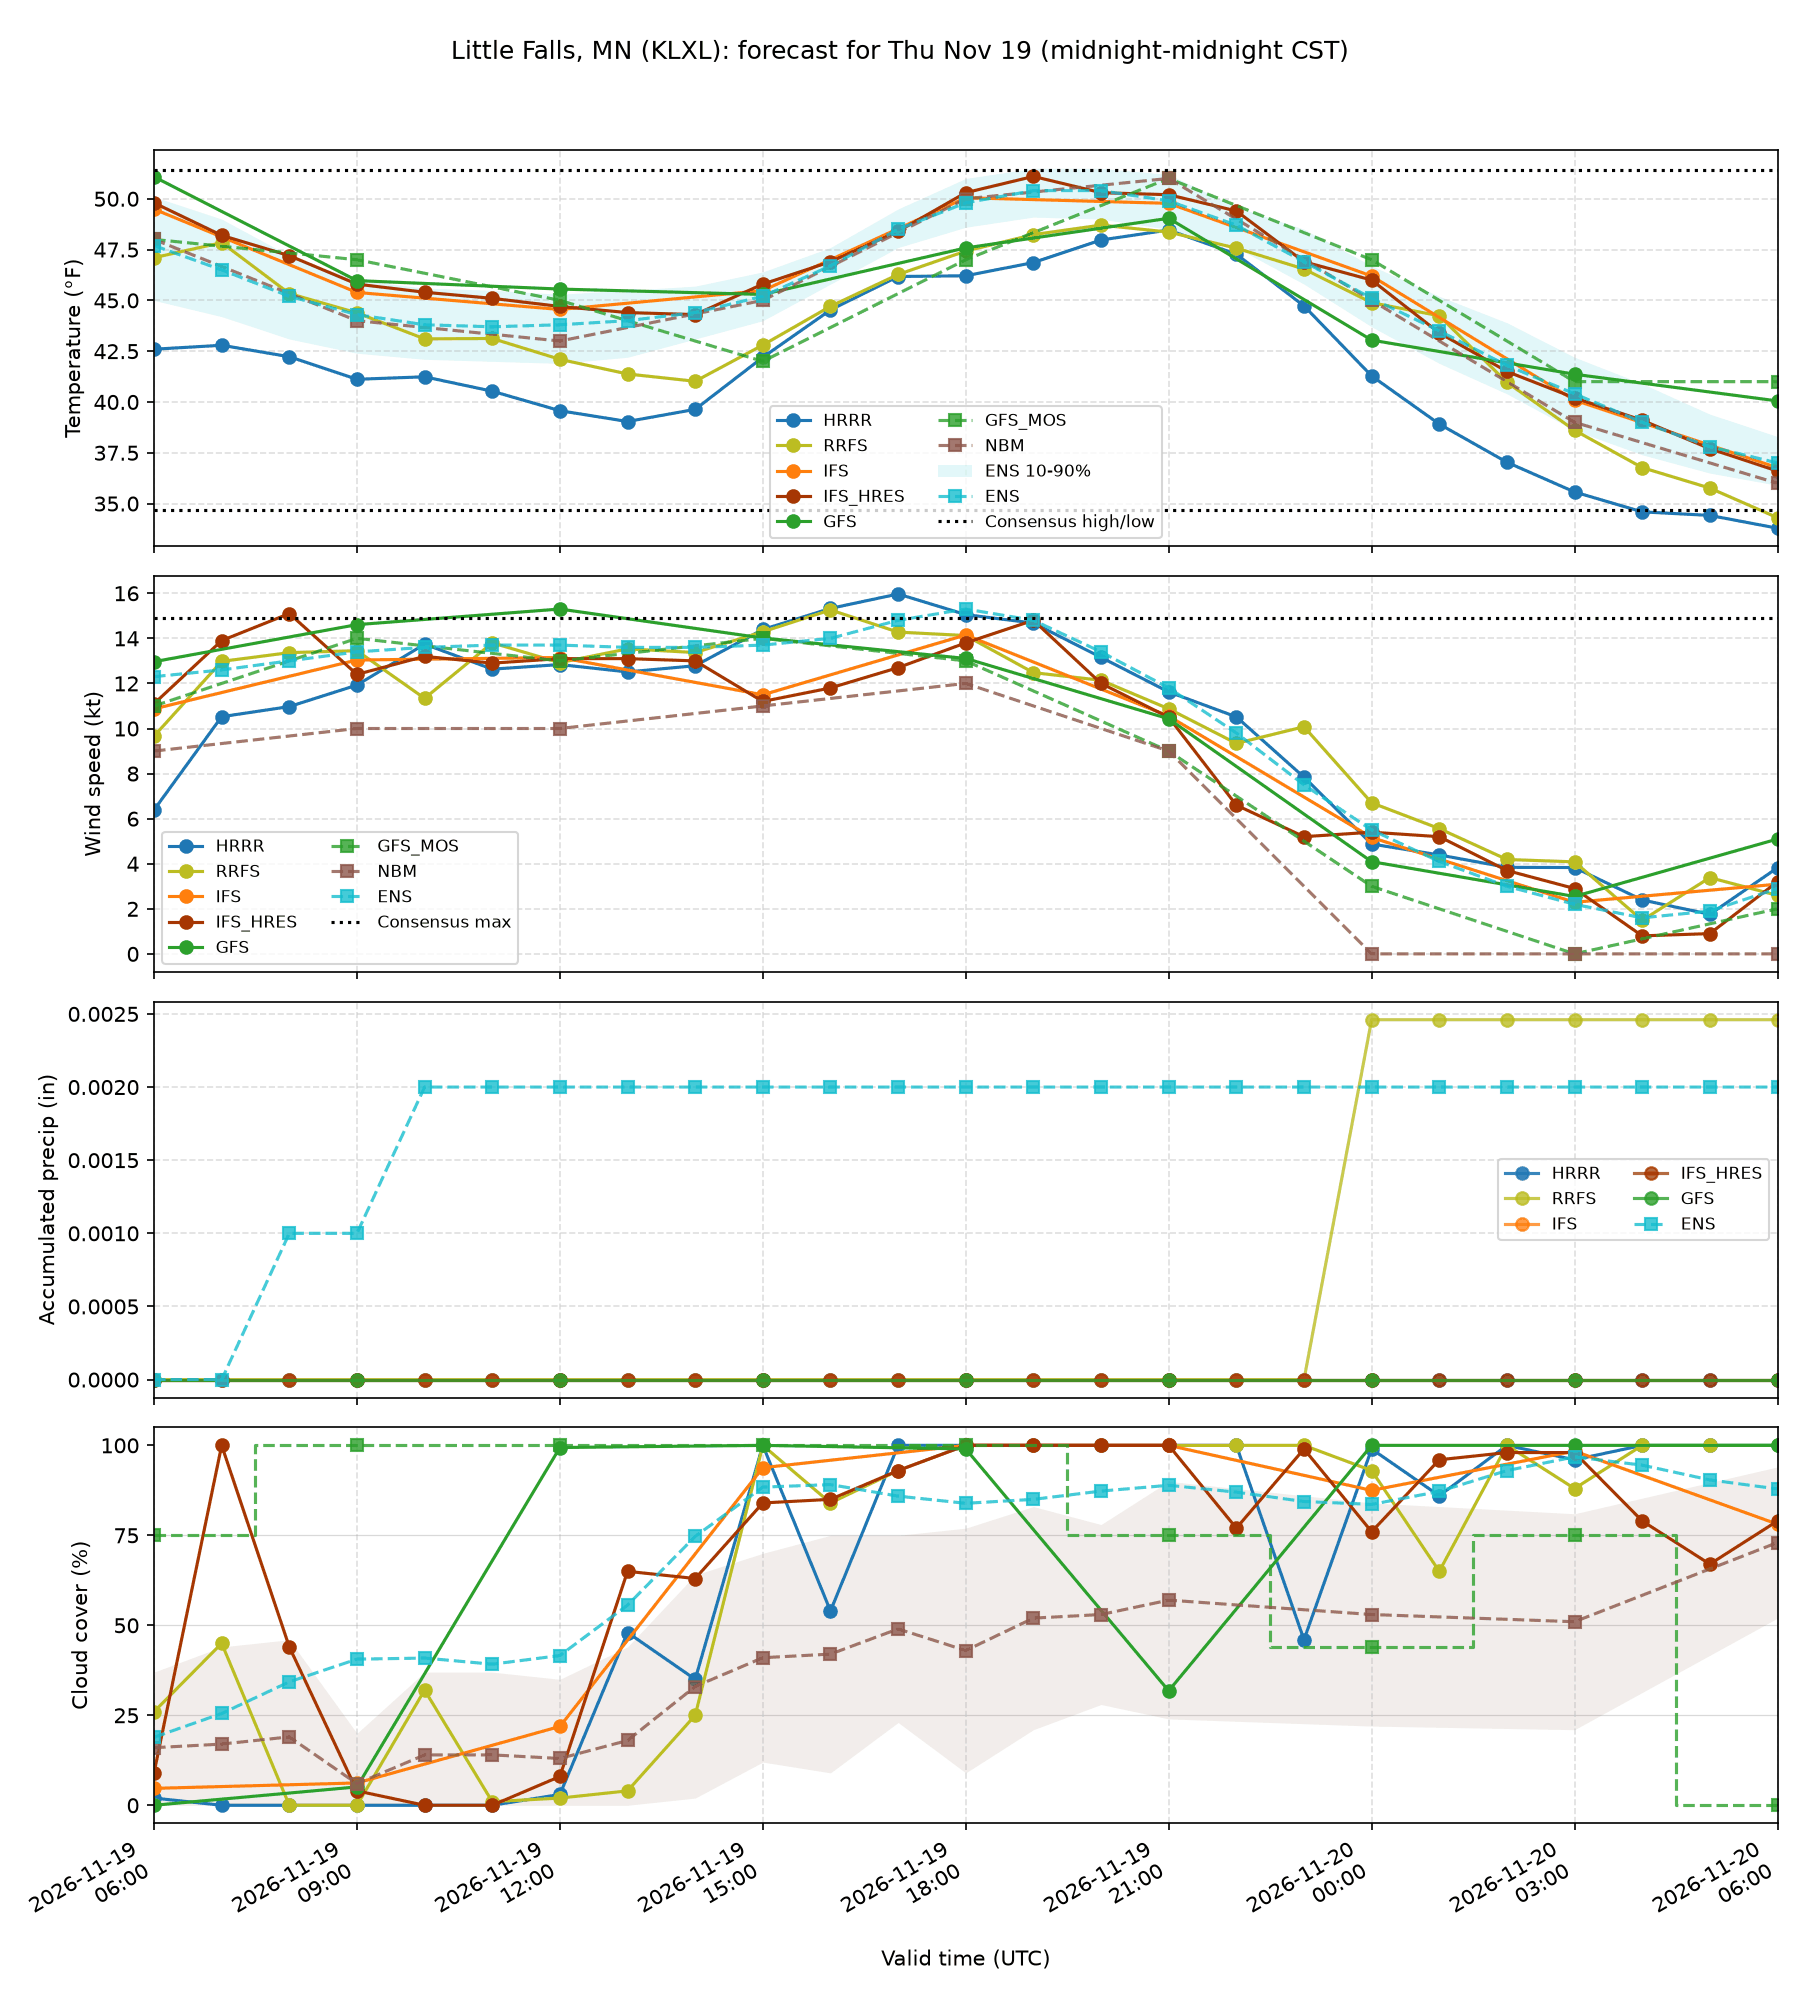 Little Falls, MN (KLXL): forecast for Thu Nov 19 (midnight-midnight CST)
Temperature (°F)
50.0
47.5
45.0
42.5
40.0
37.5
35.0
HRRR
RRFS
IFS
IFS_HRES
GFS
GFS_MOS
NBM
ENS 10-90%
ENS
Consensus high/low
Wind speed (kt)
16
14
12
10
8
6
4
2
0
HRRR
RRFS
IFS
IFS_HRES
GFS
GFS_MOS
NBM
ENS
Consensus max
Accumulated precip (in)
0.0025
0.0020
0.0015
0.0010
0.0005
0.0000
HRRR
RRFS
IFS
IFS_HRES
GFS
ENS
Cloud cover (%)
100
75
50
25
0
2026-11-19
06:00
2026-11-19
09:00
2026-11-19
12:00
2026-11-19
15:00
2026-11-19
18:00
2026-11-19
21:00
2026-11-20
00:00
2026-11-20
03:00
2026-11-20
06:00
Valid time (UTC)